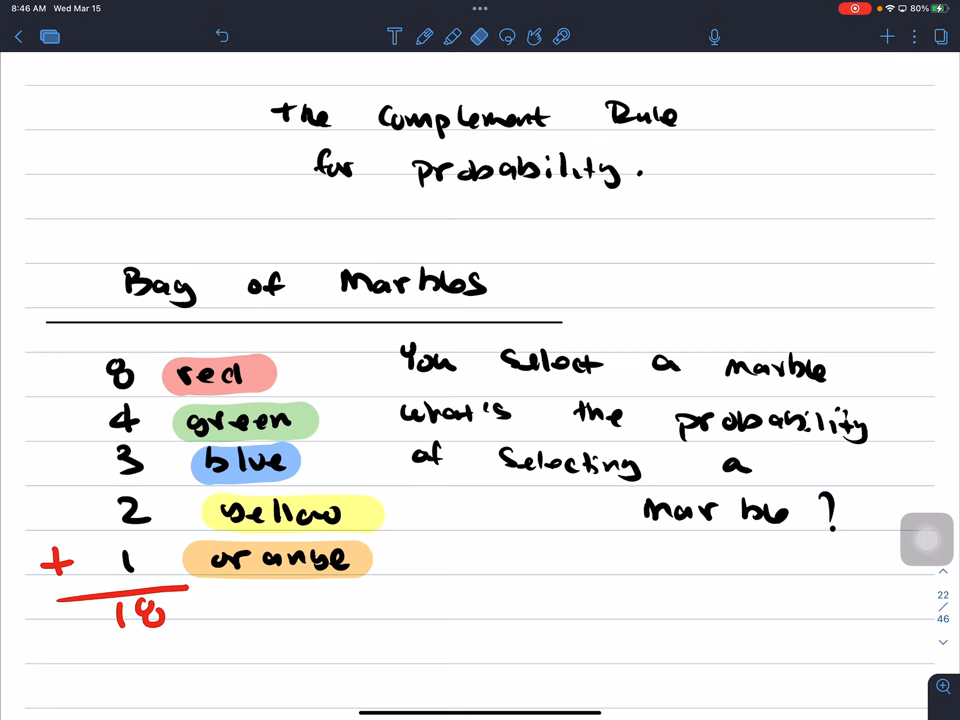 8:46 AM Wed Mar 15
80%
The Complement Rule
for probability.
Bag of Marbles
8 red
4 green
3 blue
2 yellow
+ 1 orange
18
You select a marble
what's the probability
of selecting a
marble?
22
/
46